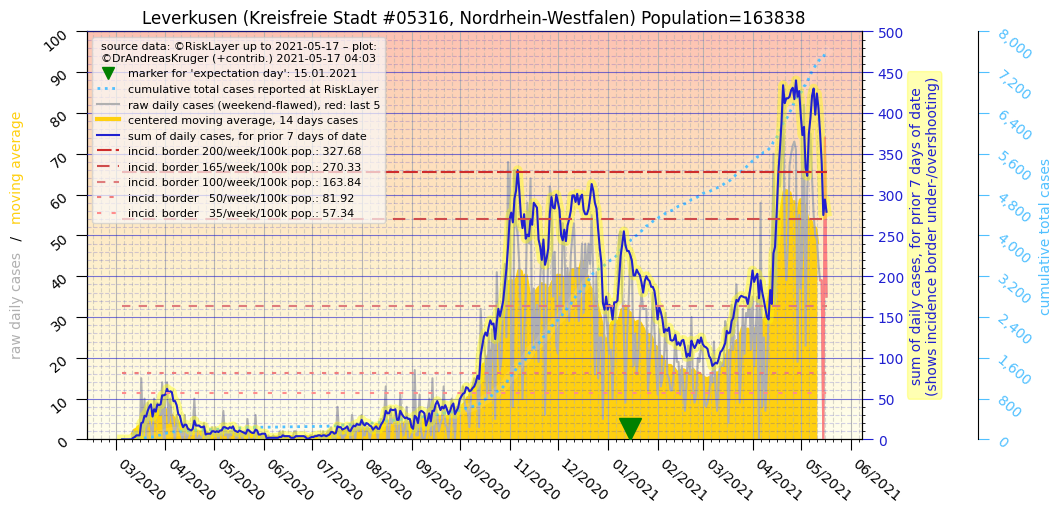 Leverkusen (Kreisfreie Stadt #05316, Nordrhein-Westfalen) Population=163838
source data: ©RiskLayer up to 2021-05-17 – plot:
©DrAndreasKruger (+contrib.) 2021-05-17 04:03
marker for 'expectation day': 15.01.2021
cumulative total cases reported at RiskLayer
raw daily cases (weekend-flawed), red: last 5
centered moving average, 14 days cases
sum of daily cases, for prior 7 days of date
incid. border 200/week/100k pop.: 327.68
incid. border 165/week/100k pop.: 270.33
incid. border 100/week/100k pop.: 163.84
incid. border   50/week/100k pop.: 81.92
incid. border   35/week/100k pop.: 57.34
raw daily cases   /   moving average
100
90
80
70
60
50
40
30
20
10
0
03/2020
04/2020
05/2020
06/2020
07/2020
08/2020
09/2020
10/2020
11/2020
12/2020
01/2021
02/2021
03/2021
04/2021
05/2021
06/2021
500
450
400
350
300
250
200
150
100
50
0
sum of daily cases, for prior 7 days of date
(shows incidence border under-/overshooting)
8,000
7,200
6,400
5,600
4,800
4,000
3,200
2,400
1,600
800
0
cumulative total cases